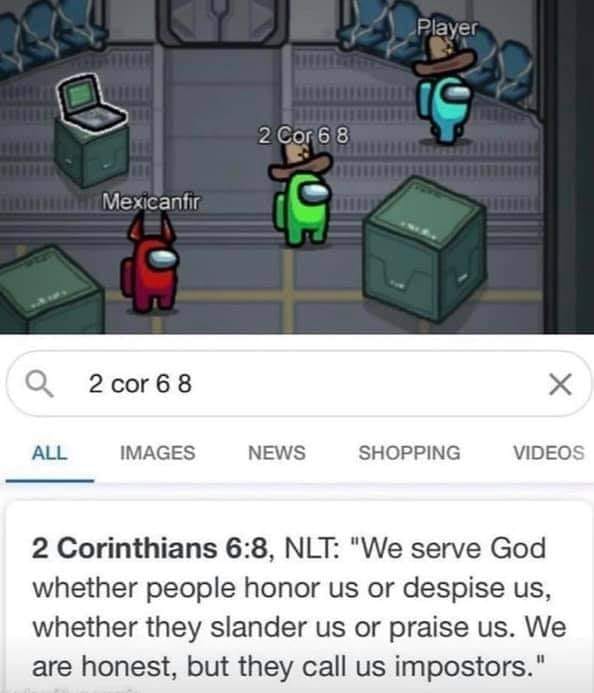 Player
2 Cor 6 8
Mexicanfir
2 cor 6 8
ALL IMAGES NEWS SHOPPING VIDEOS
2 Corinthians 6:8, NLT: "We serve God
whether people honor us or despise us,
whether they slander us or praise us. We
are honest, but they call us impostors."